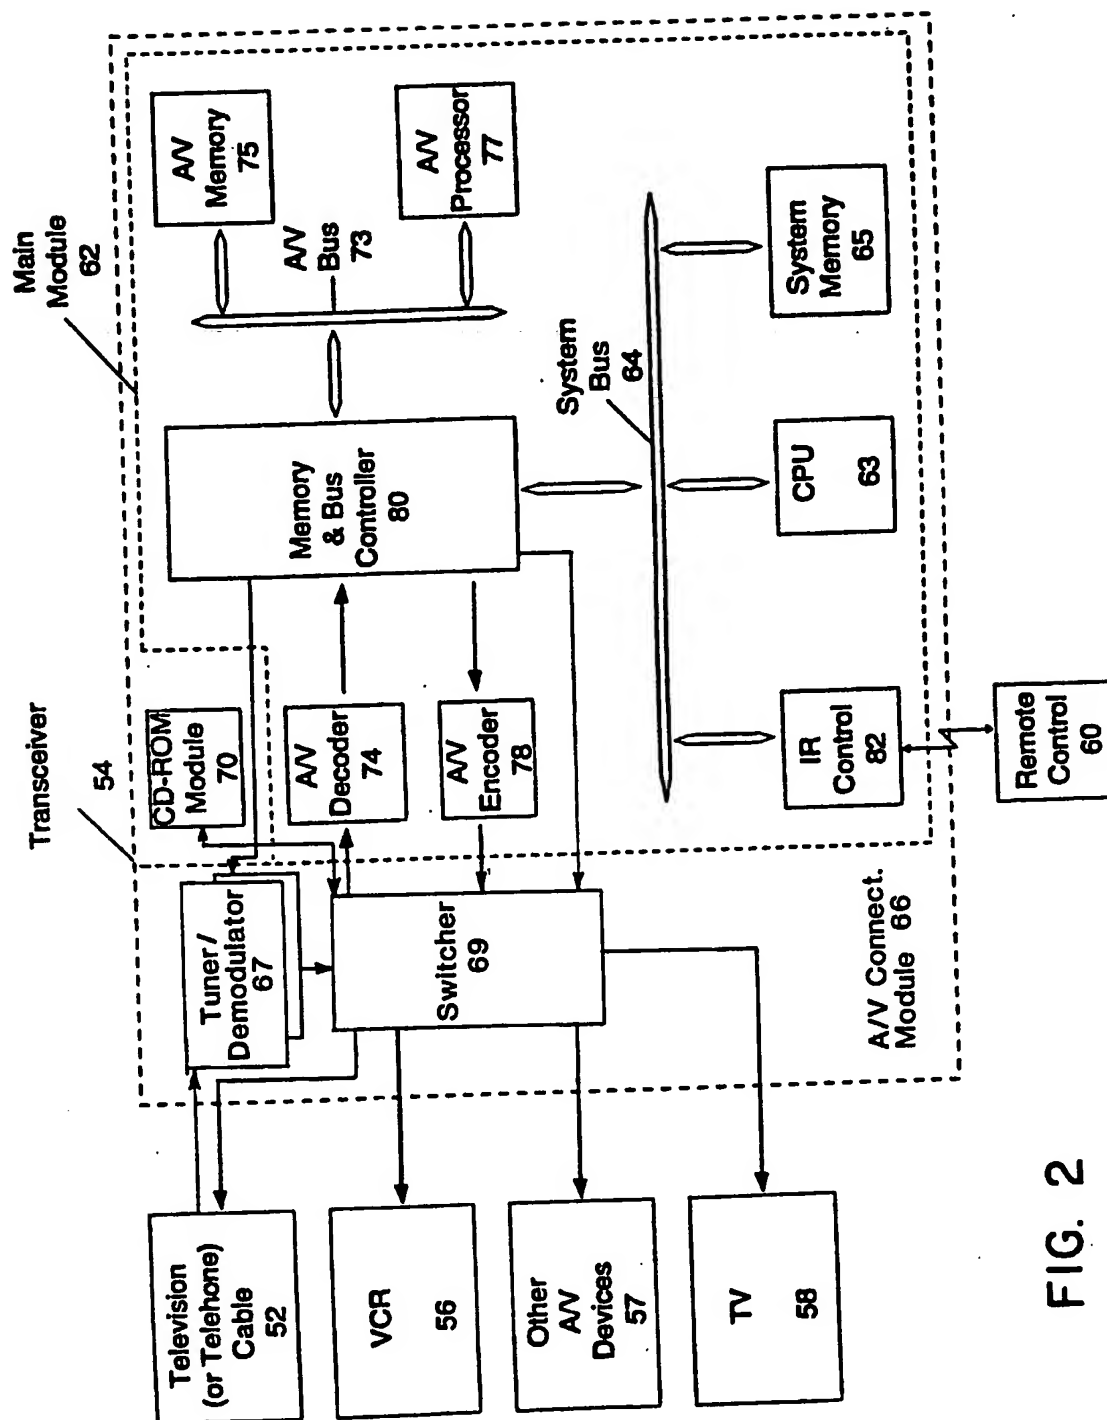 Transceiver
54
Main
Module
62
Television
(or Telehone)
Cable
52
VCR
56
Other
A/V
Devices
57
TV
58
Tuner/
Demodulator
67
Switcher
69
A/V Connect.
Module 66
CD-ROM
Module
70
A/V
Decoder
74
A/V
Encoder
78
Memory
& Bus
Controller
80
A/V
Memory
75
A/V
Bus
73
A/V
Processor
77
System
Bus
64
IR
Control
82
CPU
63
System
Memory
65
Remote
Control
60
FIG. 2